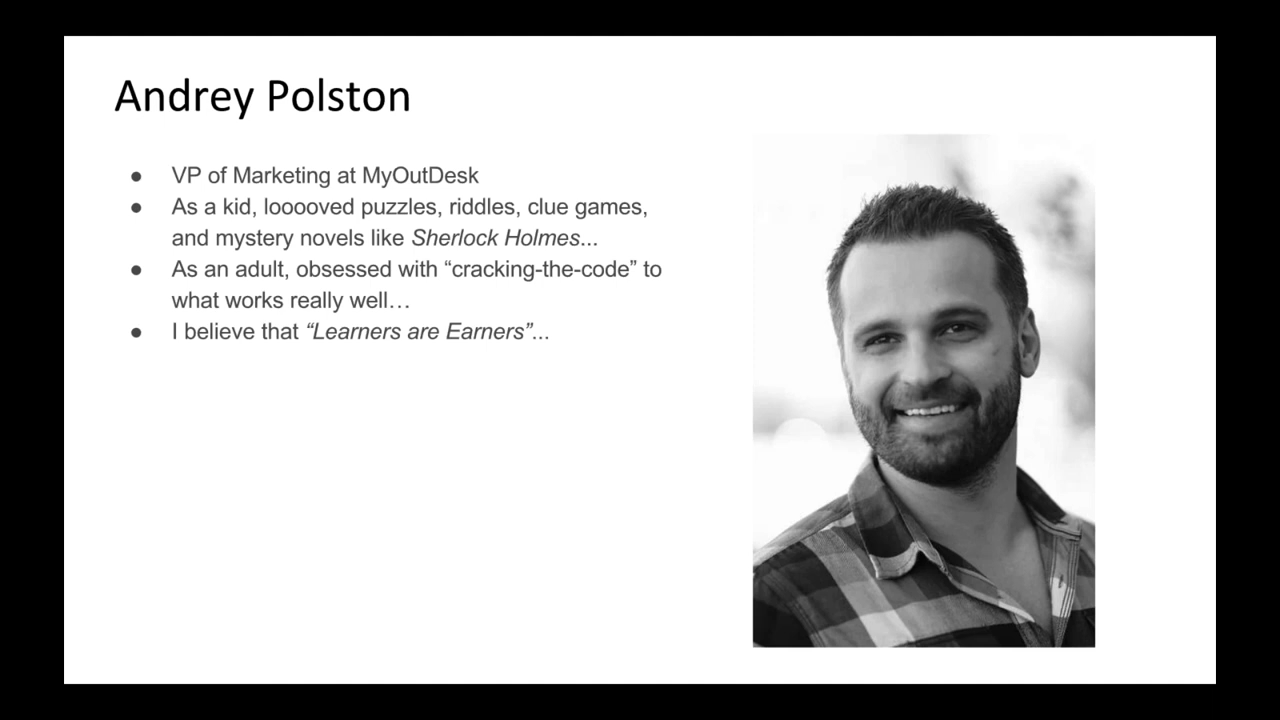 Andrey Polston
● VP of Marketing at MyOutDesk
● As a kid, looooved puzzles, riddles, clue games,
and mystery novels like Sherlock Holmes...
● As an adult, obsessed with “cracking-the-code” to
what works really well…
● I believe that “Learners are Earners”...